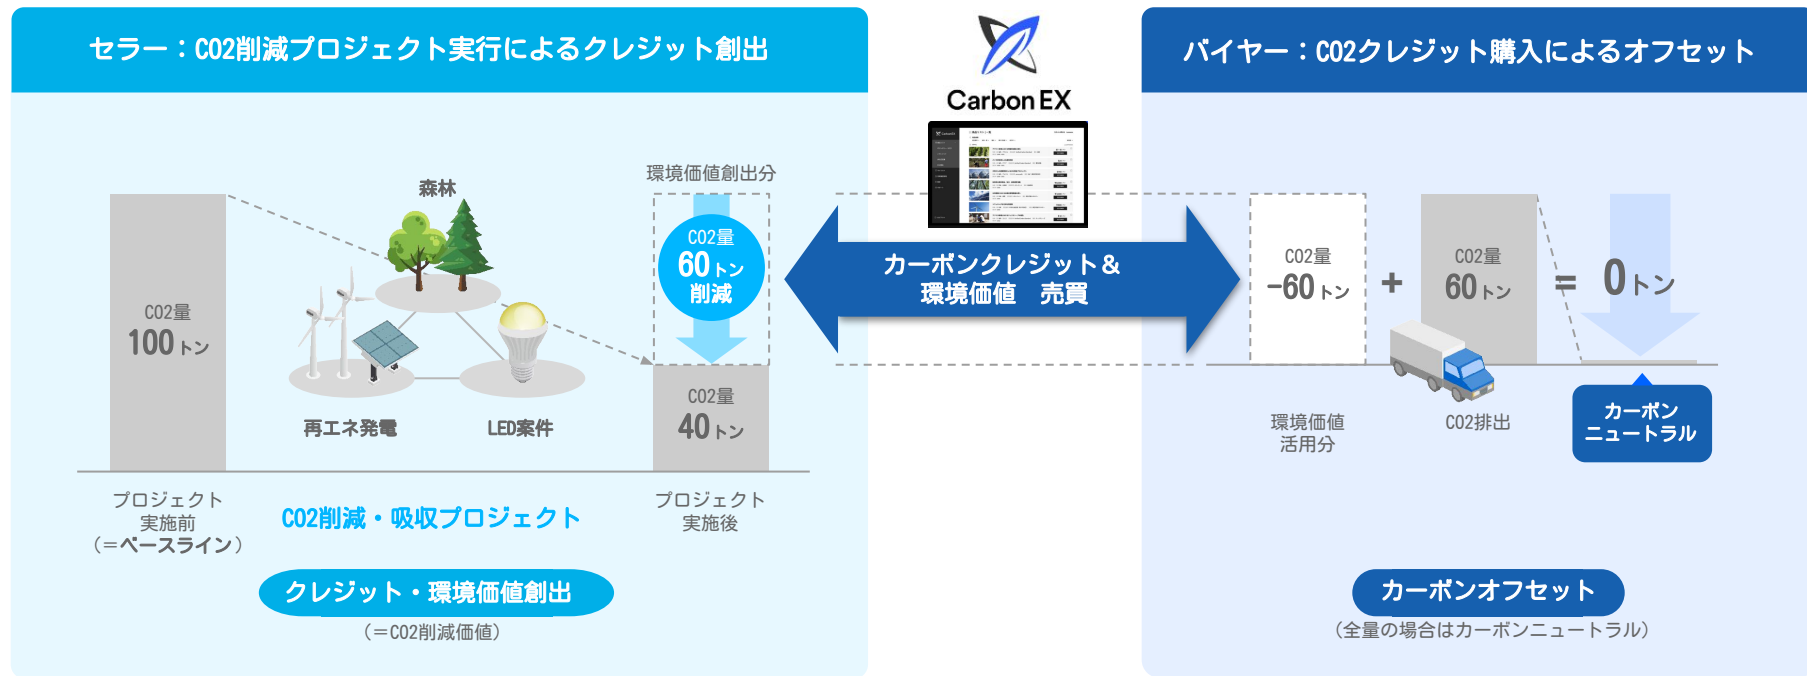 セラー：CO2削減プロジェクト実行によるクレジット創出
環境価値創出分
森林
CO2量
100トン
CO2量
60トン
削減
CO2量
40トン
再エネ発電
LED案件
プロジェクト
実施前
（＝ベースライン）
CO2削減・吸収プロジェクト
プロジェクト
実施後
クレジット・環境価値創出
（＝CO2削減価値）
Carbon EX
カーボンクレジット＆
環境価値　売買
バイヤー：CO2クレジット購入によるオフセット
CO2量
-60トン
+
CO2量
60トン
=
0トン
環境価値
活用分
CO2排出
カーボン
ニュートラル
カーボンオフセット
（全量の場合はカーボンニュートラル）